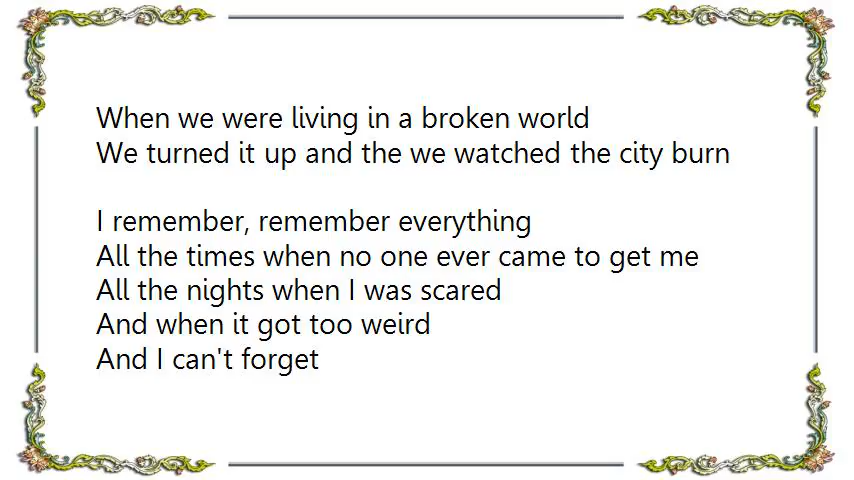 When we were living in a broken world
We turned it up and the we watched the city burn
I remember, remember everything
All the times when no one ever came to get me
All the nights when I was scared
And when it got too weird
And I can't forget